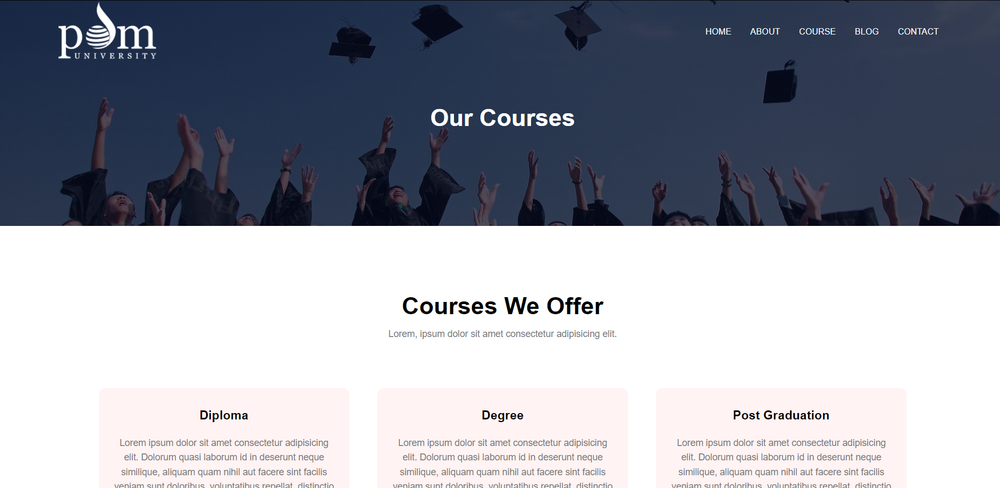 pdm
UNIVERSITY
HOME ABOUT COURSE BLOG CONTACT
Our Courses
Courses We Offer
Lorem, ipsum dolor sit amet consectetur adipisicing elit.
Diploma
Lorem ipsum dolor sit amet consectetur adipisicing
elit. Dolorum quasi laborum id in deserunt neque
similique, aliquam quam nihil aut facere sint facilis
veniam sunt doloribus, voluptatibus repellat, distinctio
Degree
Lorem ipsum dolor sit amet consectetur adipisicing
elit. Dolorum quasi laborum id in deserunt neque
similique, aliquam quam nihil aut facere sint facilis
veniam sunt doloribus, voluptatibus repellat, distinctio
Post Graduation
Lorem ipsum dolor sit amet consectetur adipisicing
elit. Dolorum quasi laborum id in deserunt neque
similique, aliquam quam nihil aut facere sint facilis
veniam sunt doloribus, voluptatibus repellat, distinctio